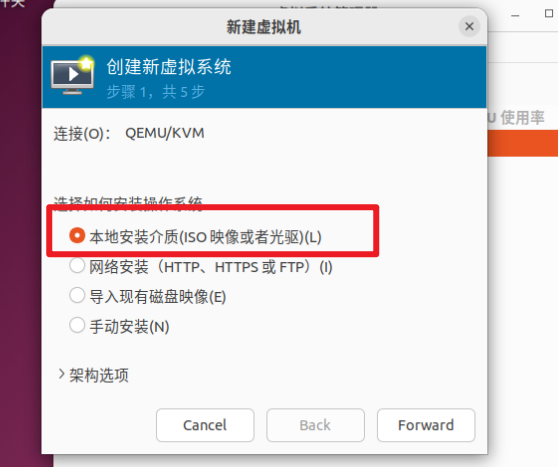 新建虚拟机
创建新虚拟系统
步骤 1，共 5 步
U 使用率
连接(O)： QEMU/KVM
选择如何安装操作系统
本地安装介质(ISO 映像或者光驱)(L)
网络安装（HTTP、HTTPS 或 FTP）(I)
导入现有磁盘映像(E)
手动安装(N)
架构选项
Cancel
Back
Forward